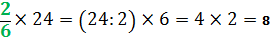 2/6 × 24 = (24:2) × 6 = 4 × 2 = 8